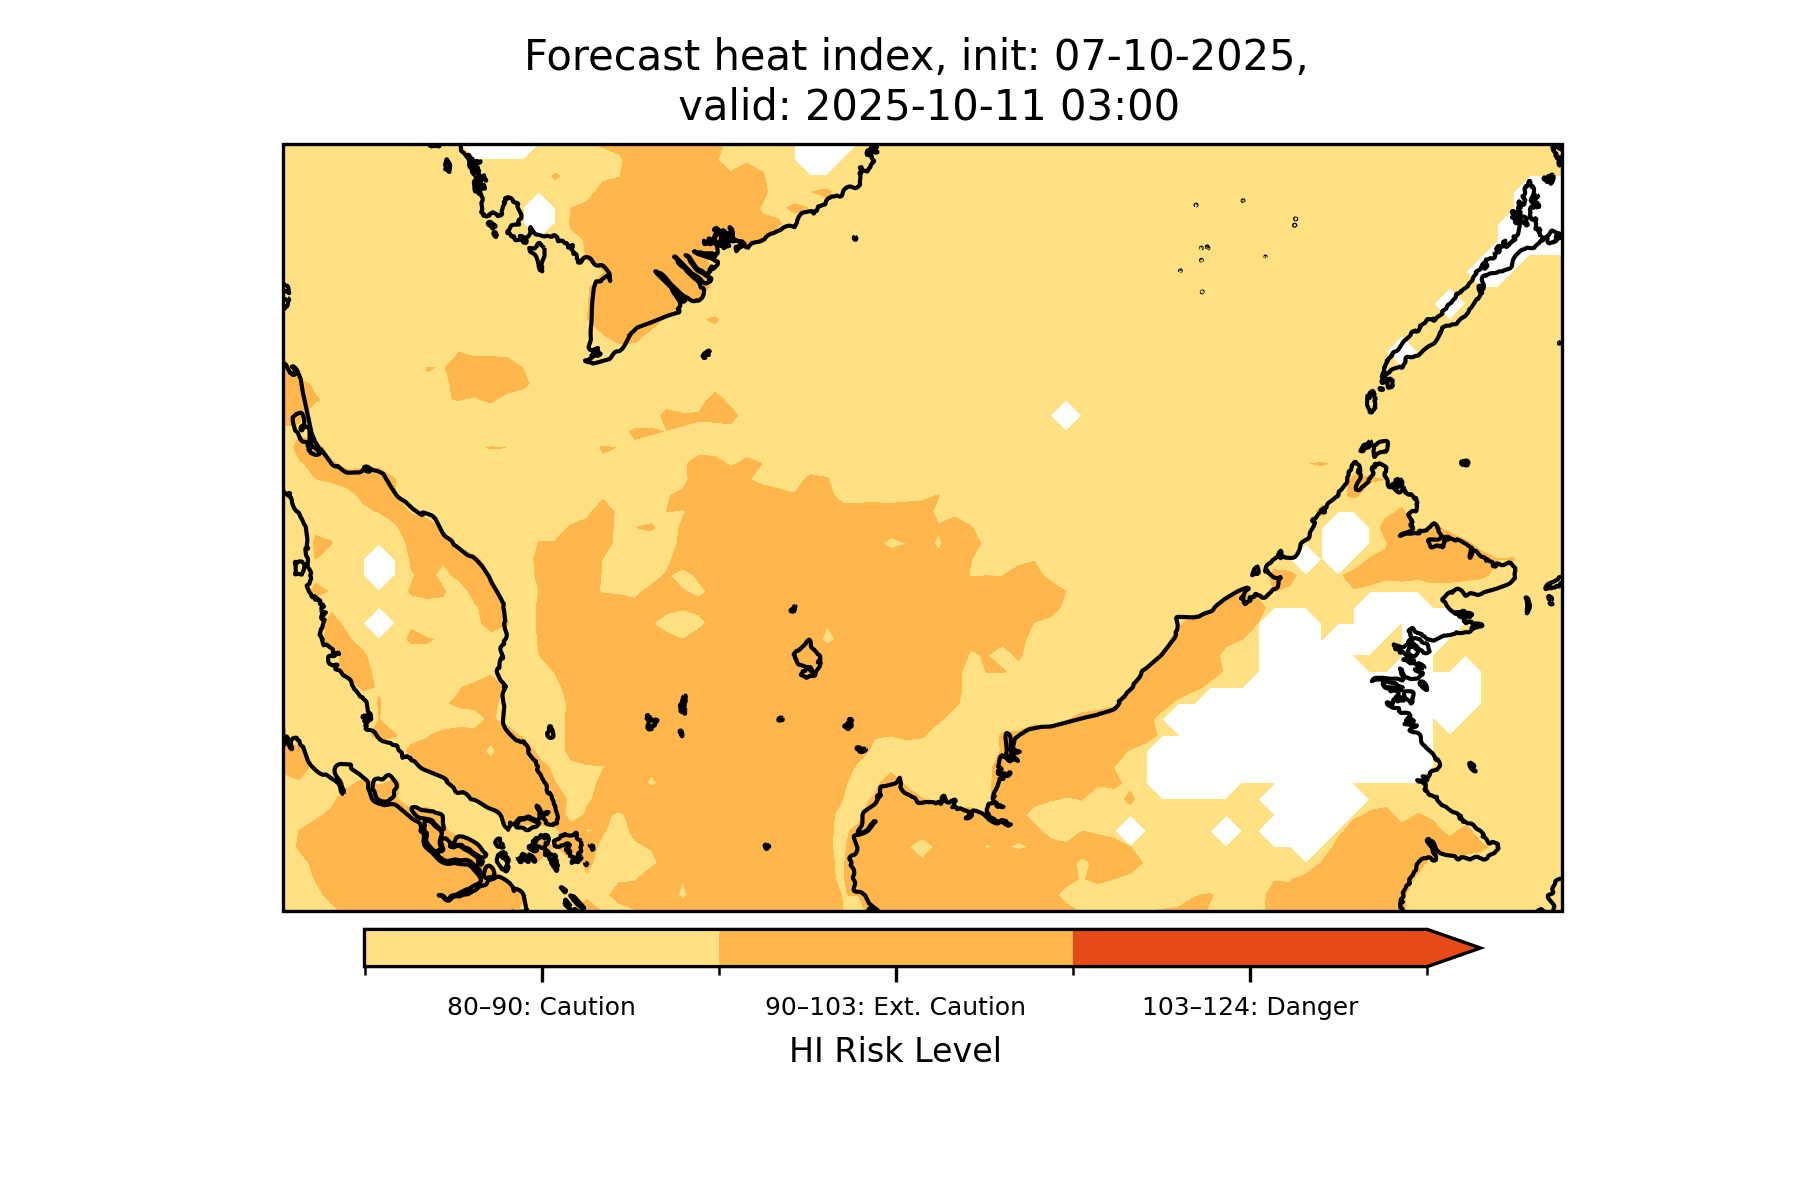 Forecast heat index, init: 07-10-2025,
valid: 2025-10-11 03:00
80–90: Caution
90–103: Ext. Caution
103–124: Danger
HI Risk Level